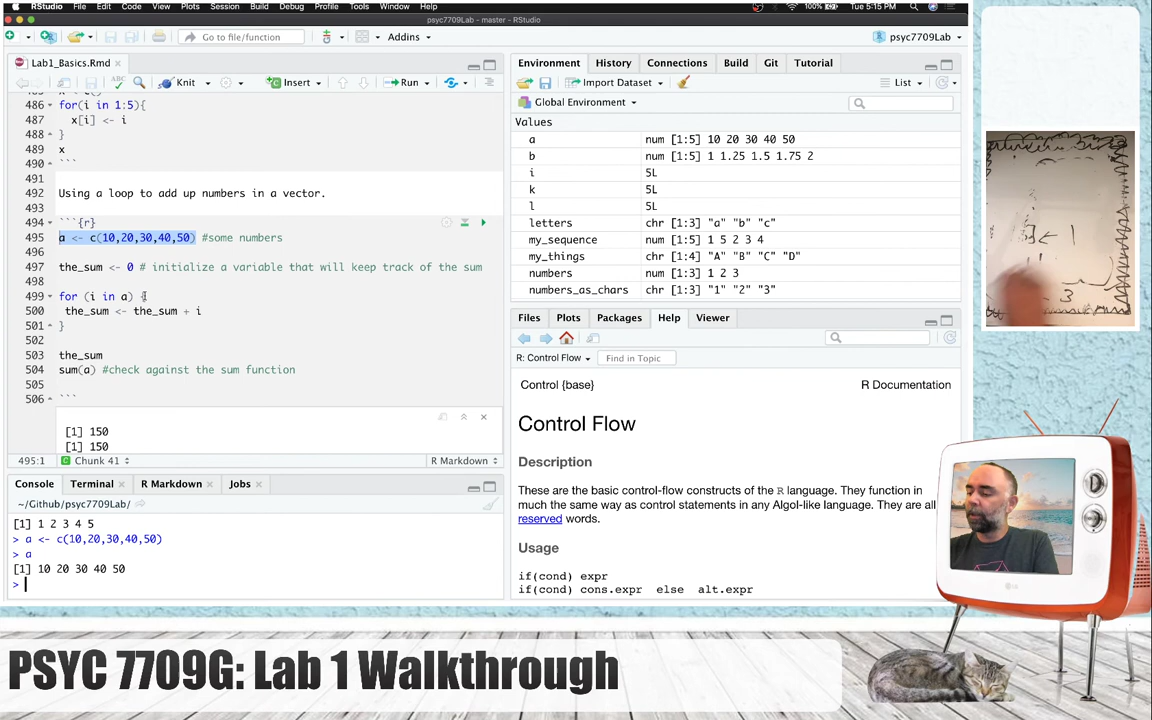 RStudio File Edit Code View Plots Session Build Debug Profile Tools Window Help 100% Tue 5:15 PM
psyc7709Lab - master - RStudio
Go to file/function Addins psyc7709Lab
Lab1_Basics.Rmd
Knit Insert Run
486 for(i in 1:5){
487 x[i] <- i
488 }
489 x
490 ```
491
492 Using a loop to add up numbers in a vector.
493
494 ```{r}
495 a <- c(10,20,30,40,50) #some numbers
496
497 the_sum <- 0 # initialize a variable that will keep track of the sum
498
499 for (i in a) {
500 the_sum <- the_sum + i
501 }
502
503 the_sum
504 sum(a) #check against the sum function
505
506 ```
[1] 150
[1] 150
495:1 Chunk 41 R Markdown
Console Terminal R Markdown Jobs
~/Github/psyc7709Lab/
[1] 1 2 3 4 5
> a <- c(10,20,30,40,50)
> a
[1] 10 20 30 40 50
>
Environment History Connections Build Git Tutorial
Import Dataset List
Global Environment
Values
a num [1:5] 10 20 30 40 50
b num [1:5] 1 1.25 1.5 1.75 2
i 5L
k 5L
l 5L
letters chr [1:3] "a" "b" "c"
my_sequence num [1:5] 1 5 2 3 4
my_things chr [1:4] "A" "B" "C" "D"
numbers num [1:3] 1 2 3
numbers_as_chars chr [1:3] "1" "2" "3"
Files Plots Packages Help Viewer
R: Control Flow Find in Topic
Control {base} R Documentation
Control Flow
Description
These are the basic control-flow constructs of the R language. They function in
much the same way as control statements in any Algol-like language. They are all
reserved words.
Usage
if(cond) expr
if(cond) cons.expr else alt.expr
LG
PSYC 7709G: Lab 1 Walkthrough